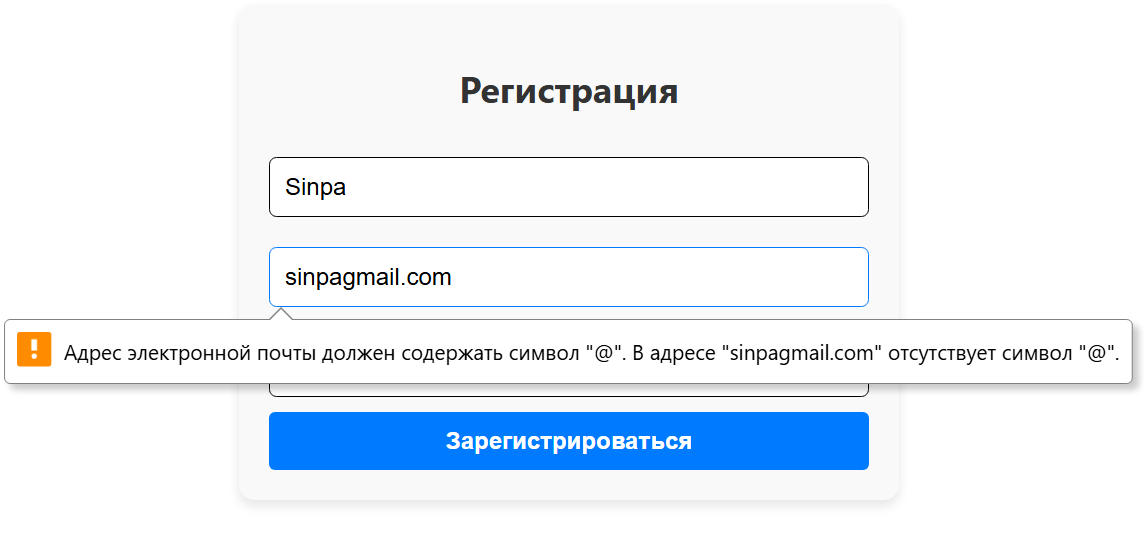 Регистрация
Sinpa
sinpagmail.com
Адрес электронной почты должен содержать символ "@". В адресе "sinpagmail.com" отсутствует символ "@".
Зарегистрироваться